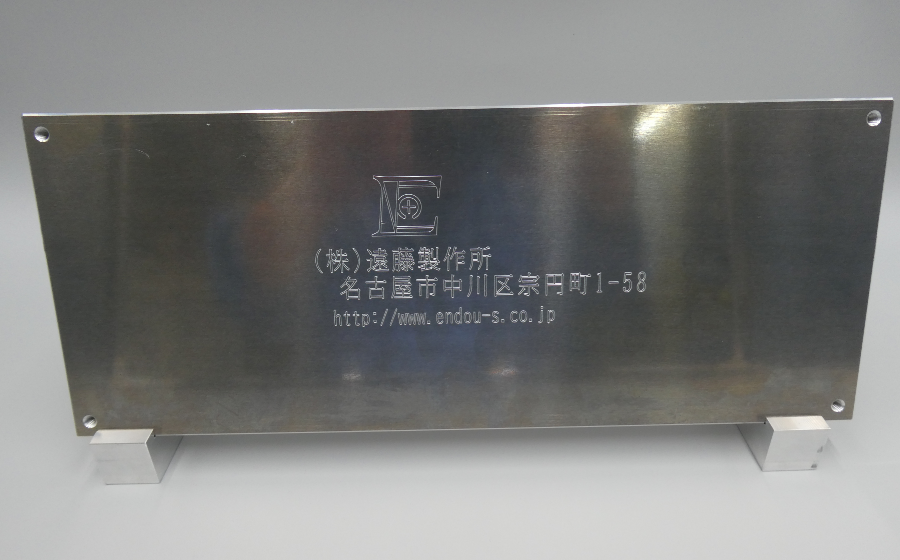 (株)遠藤製作所
名古屋市中川区宗円町1-58
http://www.endou-s.co.jp